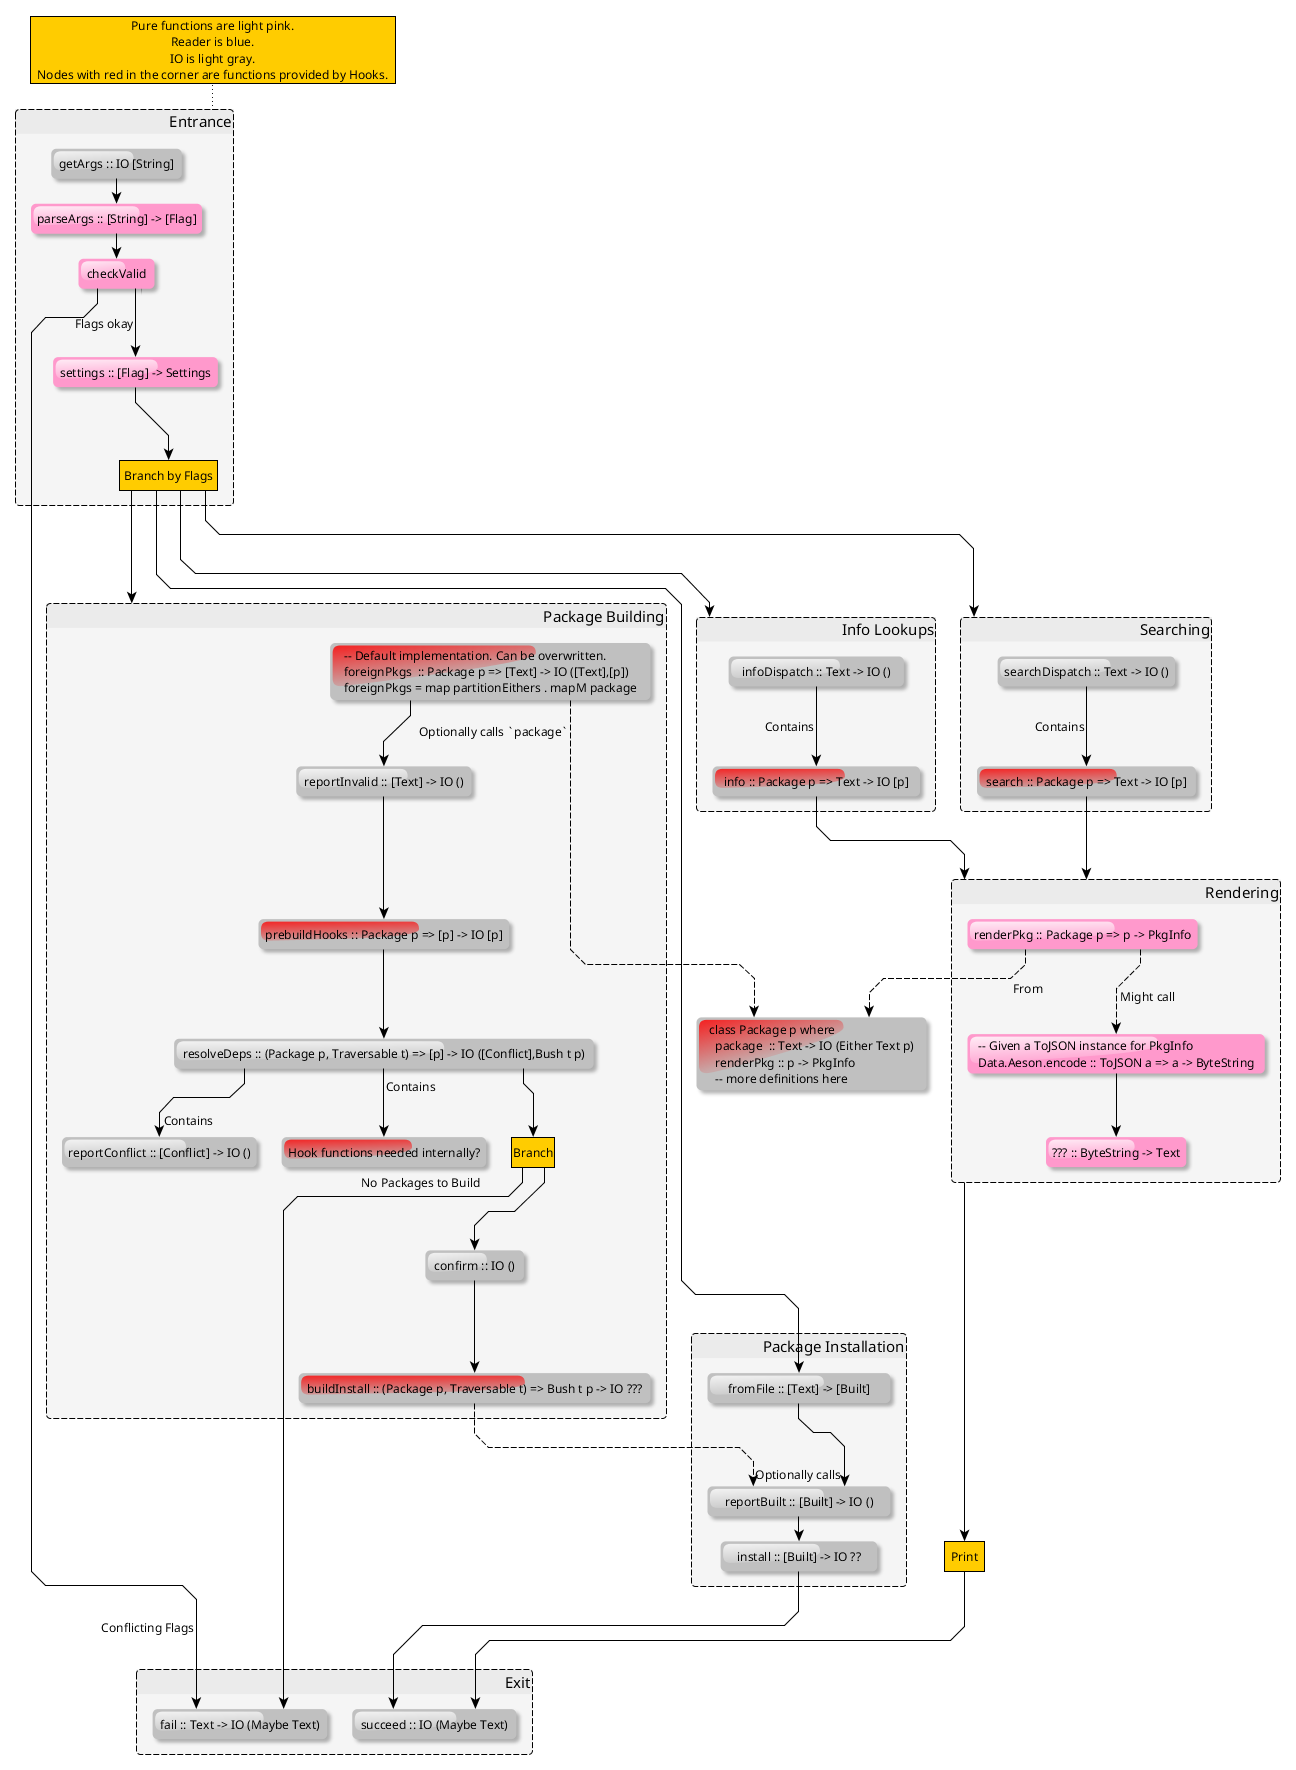 Pure functions are light pink.
Reader is blue.
IO is light gray.
Nodes with red in the corner are functions provided by Hooks.
Entrance
getArgs :: IO [String]
parseArgs :: [String] -> [Flag]
checkValid
Flags okay
settings :: [Flag] -> Settings
Branch by Flags
Package Building
-- Default implementation. Can be overwritten.
foreignPkgs :: Package p => [Text] -> IO ([Text],[p])
foreignPkgs = map partitionEithers . mapM package
Optionally calls `package`
reportInvalid :: [Text] -> IO ()
prebuildHooks :: Package p => [p] -> IO [p]
resolveDeps :: (Package p, Traversable t) => [p] -> IO ([Conflict],Bush t p)
Contains
Contains
reportConflict :: [Conflict] -> IO ()
Hook functions needed internally?
Branch
No Packages to Build
confirm :: IO ()
buildInstall :: (Package p, Traversable t) => Bush t p -> IO ???
Info Lookups
infoDispatch :: Text -> IO ()
Contains
info :: Package p => Text -> IO [p]
Searching
searchDispatch :: Text -> IO ()
Contains
search :: Package p => Text -> IO [p]
Rendering
renderPkg :: Package p => p -> PkgInfo
From
Might call
class Package p where
package :: Text -> IO (Either Text p)
renderPkg :: p -> PkgInfo
-- more definitions here
-- Given a ToJSON instance for PkgInfo
Data.Aeson.encode :: ToJSON a => a -> ByteString
??? :: ByteString -> Text
Package Installation
fromFile :: [Text] -> [Built]
Optionally calls
reportBuilt :: [Built] -> IO ()
install :: [Built] -> IO ??
Print
Conflicting Flags
Exit
fail :: Text -> IO (Maybe Text)
succeed :: IO (Maybe Text)